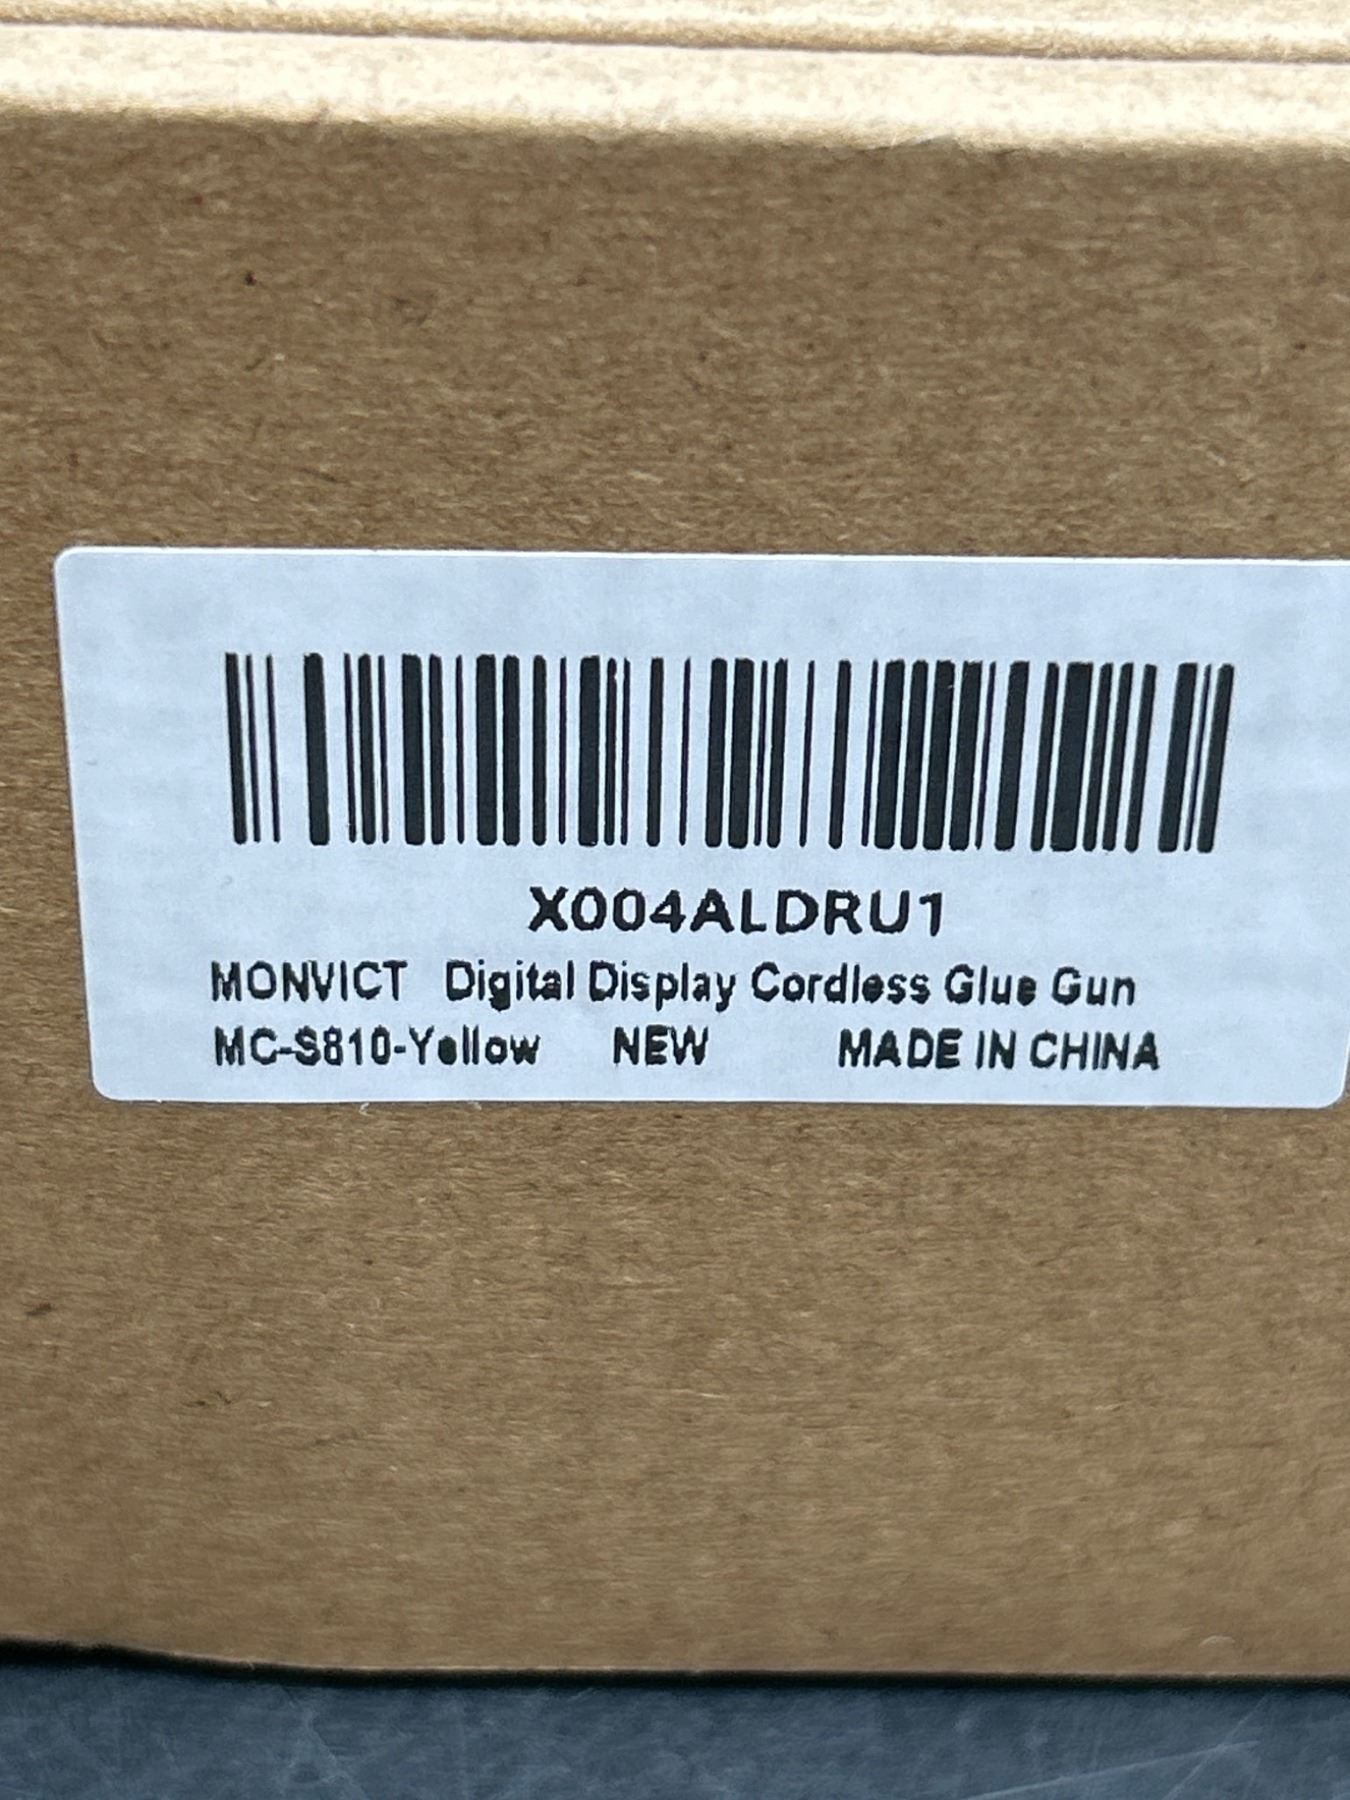 X004ALDRU1
MONVICT Digital Display Cordless Glue Gun
MC-S810-Yellow NEW MADE IN CHINA